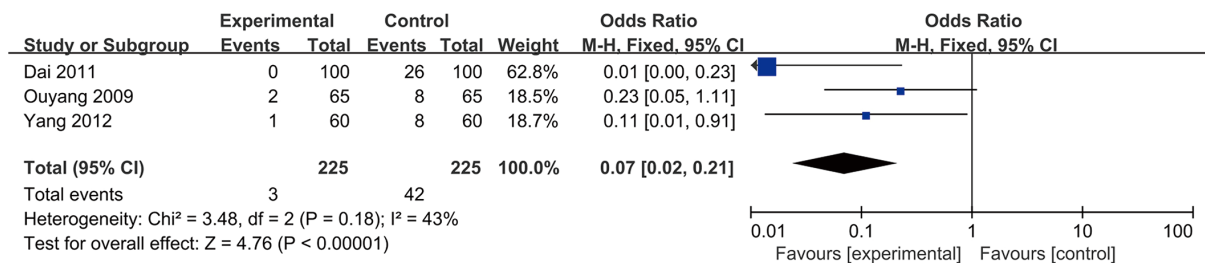 Experimental Control Odds Ratio Odds Ratio
Study or Subgroup Events Total Events Total Weight M-H, Fixed, 95% CI M-H, Fixed, 95% CI
Dai 2011 0 100 26 100 62.8% 0.01 [0.00, 0.23]
Ouyang 2009 2 65 8 65 18.5% 0.23 [0.05, 1.11]
Yang 2012 1 60 8 60 18.7% 0.11 [0.01, 0.91]
Total (95% CI) 225 225 100.0% 0.07 [0.02, 0.21]
Total events 3 42
Heterogeneity: Chi² = 3.48, df = 2 (P = 0.18); I² = 43%
Test for overall effect: Z = 4.76 (P < 0.00001)
0.01 0.1 1 10 100
Favours [experimental] Favours [control]